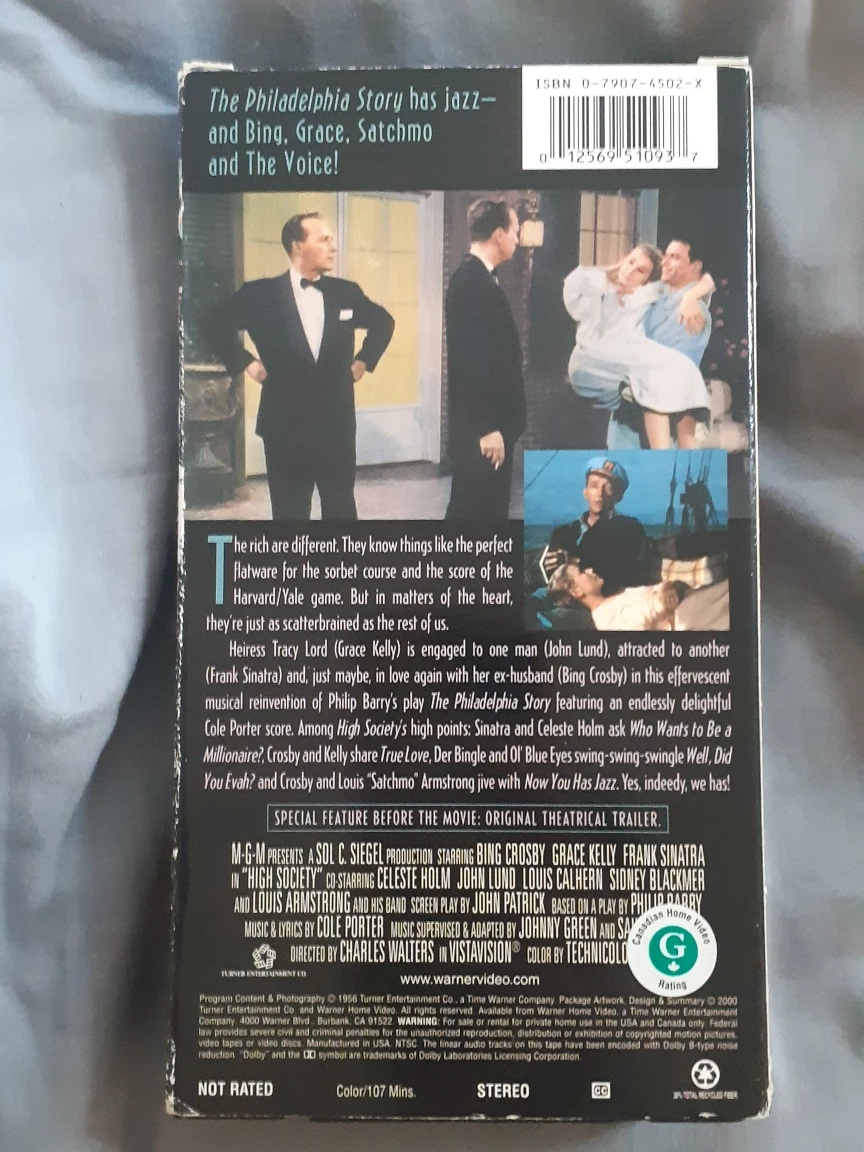 The Philadelphia Story has jazz—
and Bing, Grace, Satchmo
and The Voice!
ISBN 0-7907-4502-X
0 12569 51093 7
The rich are different. They know things like the perfect
flatware for the sorbet course and the score of the
Harvard/Yale game. But in matters of the heart,
they're just as scatterbrained as the rest of us.
Heiress Tracy Lord (Grace Kelly) is engaged to one man (John Lund), attracted to another
(Frank Sinatra) and, just maybe, in love again with her ex-husband (Bing Crosby) in this effervescent
musical reinvention of Philip Barry's play The Philadelphia Story featuring an endlessly delightful
Cole Porter score. Among High Society's high points: Sinatra and Celeste Holm ask Who Wants to Be a
Millionaire?, Crosby and Kelly share True Love, Der Bingle and Ol' Blue Eyes swing-swing-swingle Well, Did
You Evah? and Crosby and Louis "Satchmo" Armstrong jive with Now You Has Jazz. Yes, indeedy, we has!
SPECIAL FEATURE BEFORE THE MOVIE: ORIGINAL THEATRICAL TRAILER.
M-G-M PRESENTS A SOL C. SIEGEL PRODUCTION STARRING BING CROSBY GRACE KELLY FRANK SINATRA
IN "HIGH SOCIETY" CO-STARRING CELESTE HOLM JOHN LUND LOUIS CALHERN SIDNEY BLACKMER
AND LOUIS ARMSTRONG AND HIS BAND SCREEN PLAY BY JOHN PATRICK BASED ON A PLAY BY PHILIP BARRY
MUSIC & LYRICS BY COLE PORTER MUSIC SUPERVISED & ADAPTED BY JOHNNY GREEN AND SA
DIRECTED BY CHARLES WALTERS IN VISTAVISION® COLOR BY TECHNICOLO
TURNER ENTERTAINMENT CO
Canadian Home Video
G
Rating
www.warnervideo.com
Program Content & Photography © 1956 Turner Entertainment Co., a Time Warner Company. Package Artwork, Design & Summary © 2000
Turner Entertainment Co. and Warner Home Video. All rights reserved. Available from Warner Home Video, a Time Warner Entertainment
Company, 4000 Warner Blvd., Burbank, CA 91522. WARNING: For sale or rental for private home use in the USA and Canada only. Federal
law provides severe civil and criminal penalties for the unauthorized reproduction, distribution or exhibition of copyrighted motion pictures,
video tapes or video discs. Manufactured in USA. NTSC. The linear audio tracks on this tape have been encoded with Dolby B-type noise
reduction. "Dolby" and the DD symbol are trademarks of Dolby Laboratories Licensing Corporation.
NOT RATED Color/107 Mins. STEREO CC
TOTAL RECYCLED FIBER